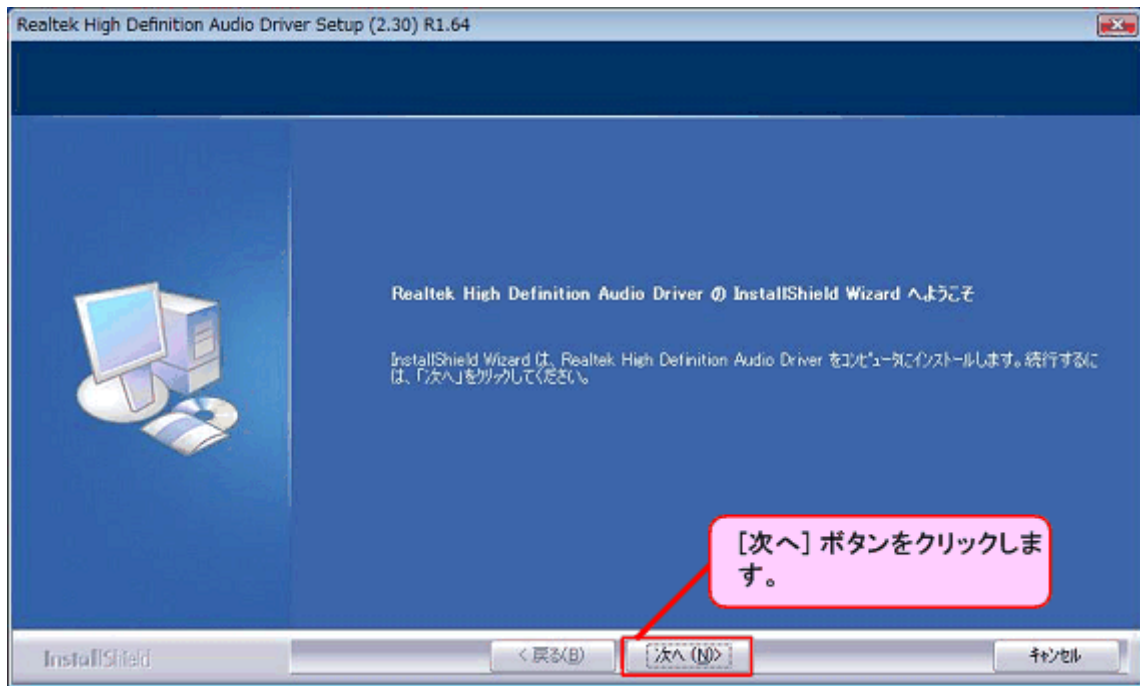 Realtek High Definition Audio Driver Setup (2.30) R1.64
Realtek High Definition Audio Driver の InstallShield Wizard へようこそ
InstallShield Wizard は、Realtek High Definition Audio Driver をｺﾝﾋﾟｭｰﾀにｲﾝｽﾄｰﾙします。続行するに
は、「次へ」をｸﾘｯｸしてください。
[次へ] ボタンをクリックしま
す。
InstallShield
< 戻る(B)
次へ (N)>
ｷｬﾝｾﾙ